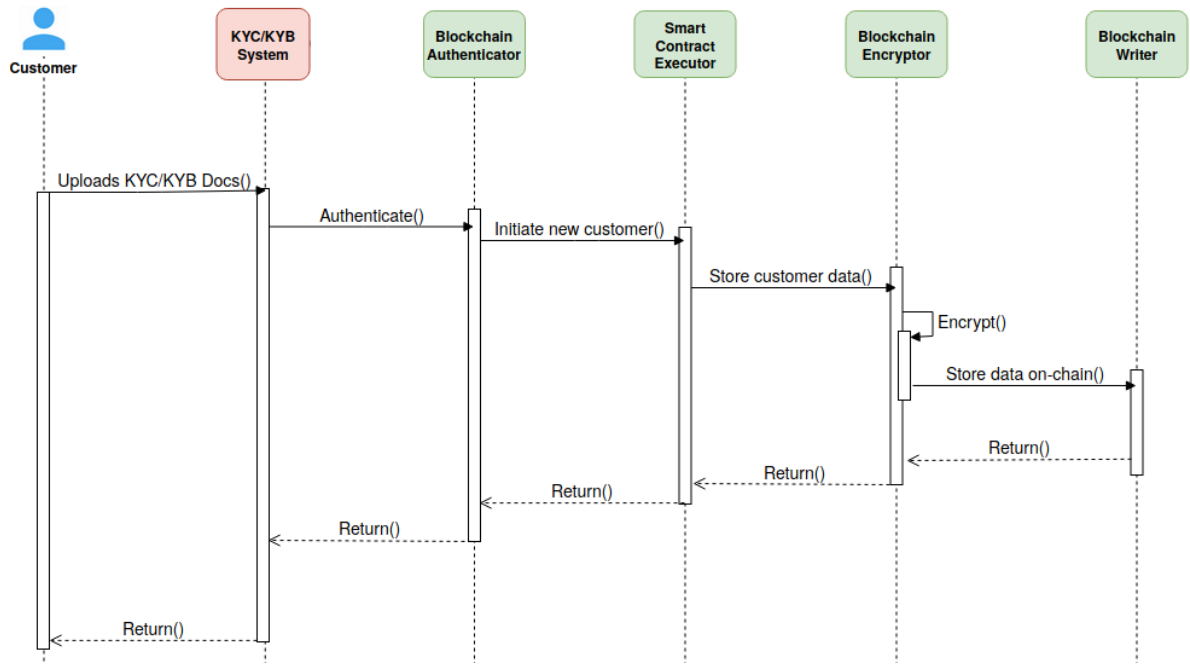 Customer
KYC/KYB
System
Blockchain
Authenticator
Smart
Contract
Executor
Blockchain
Encryptor
Blockchain
Writer
Uploads KYC/KYB Docs()
Authenticate()
Initiate new customer()
Store customer data()
Encrypt()
Store data on-chain()
Return()
Return()
Return()
Return()
Return()